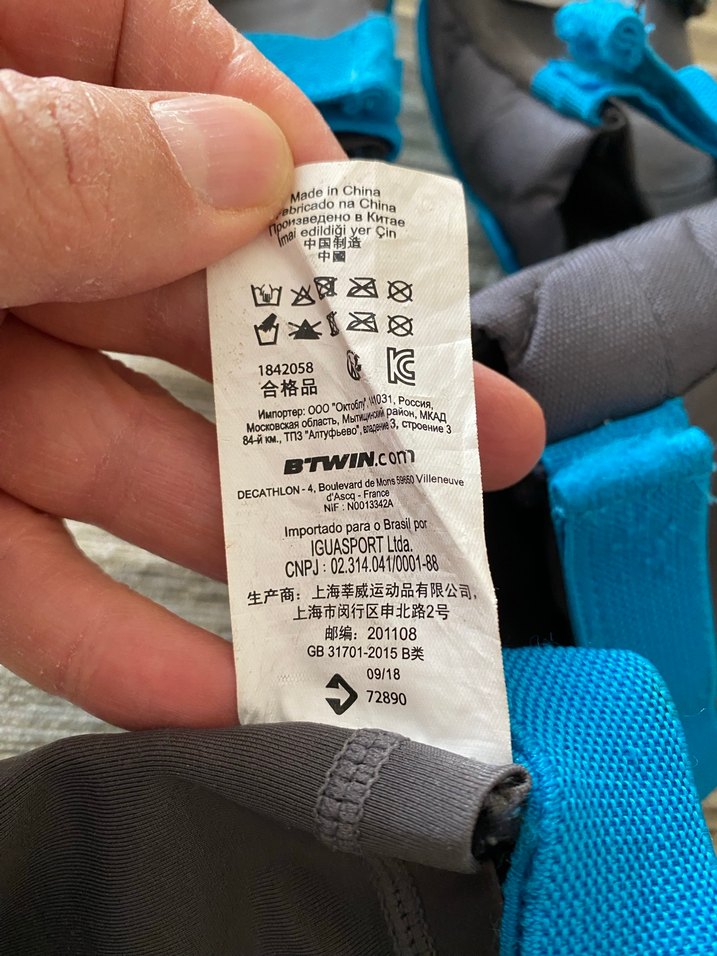 Made in China
Fabricado na China
Произведено в Китае
İmal edildiği yer Çin
中国制造
中國
1842058
合格品
Импортер: ООО "Октоблу", 141031, Россия,
Московская область, Мытищинский район, МКАД
84-й км., ТПЗ "Алтуфьево", владение 3, строение 3
B'TWIN.com
DECATHLON - 4, Boulevard de Mons 59650 Villeneuve
d'Ascq - France
NIF : N0013342A
Importado para o Brasil por
IGUASPORT Ltda.
CNPJ : 02.314.041/0001-88
生产商：上海莘威运动品有限公司,
上海市闵行区申北路2号
邮编：201108
GB 31701-2015 B类
09/18
72890